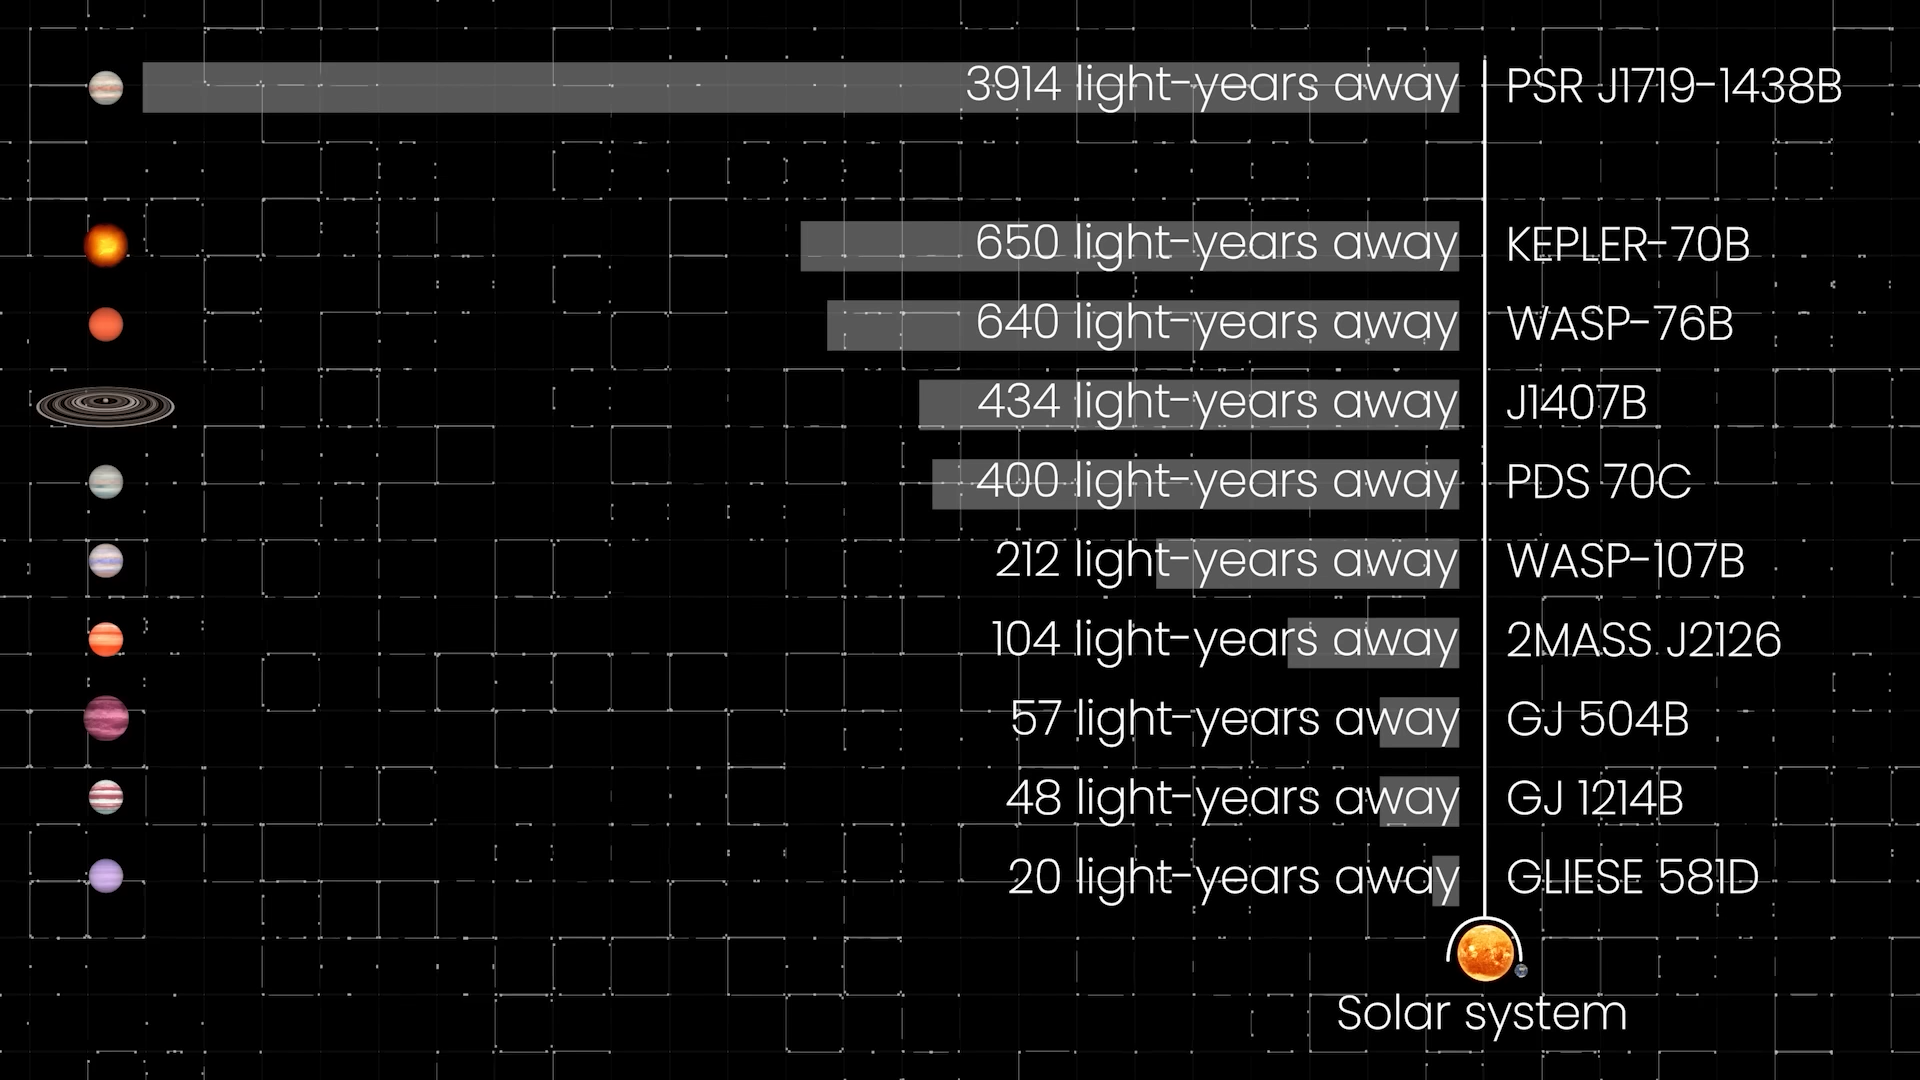 3914 light-years away PSR J1719-1438B
650 light-years away KEPLER-70B
640 light-years away WASP-76B
434 light-years away J1407B
400 light-years away PDS 70C
212 light-years away WASP-107B
104 light-years away 2MASS J2126
57 light-years away GJ 504B
48 light-years away GJ 1214B
20 light-years away GLIESE 581D
Solar system